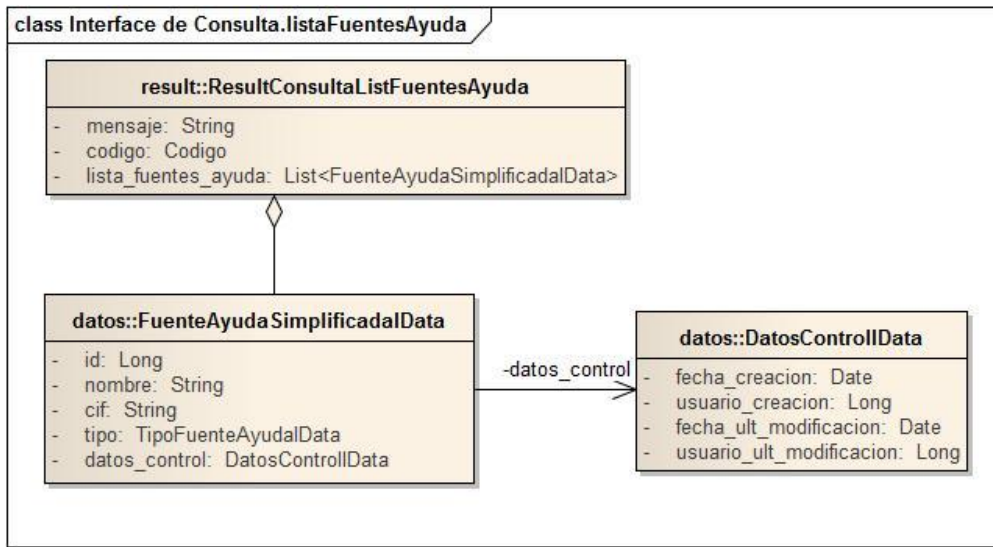 class Interface de Consulta.listaFuentesAyuda
result::ResultConsultaListFuentesAyuda
- mensaje: String
- codigo: Codigo
- lista_fuentes_ayuda: List<FuenteAyudaSimplificadaIData>
datos::FuenteAyudaSimplificadaIData
- id: Long
- nombre: String
- cif: String
- tipo: TipoFuenteAyudaIData
- datos_control: DatosControlIData
-datos_control
datos::DatosControlIData
- fecha_creacion: Date
- usuario_creacion: Long
- fecha_ult_modificacion: Date
- usuario_ult_modificacion: Long